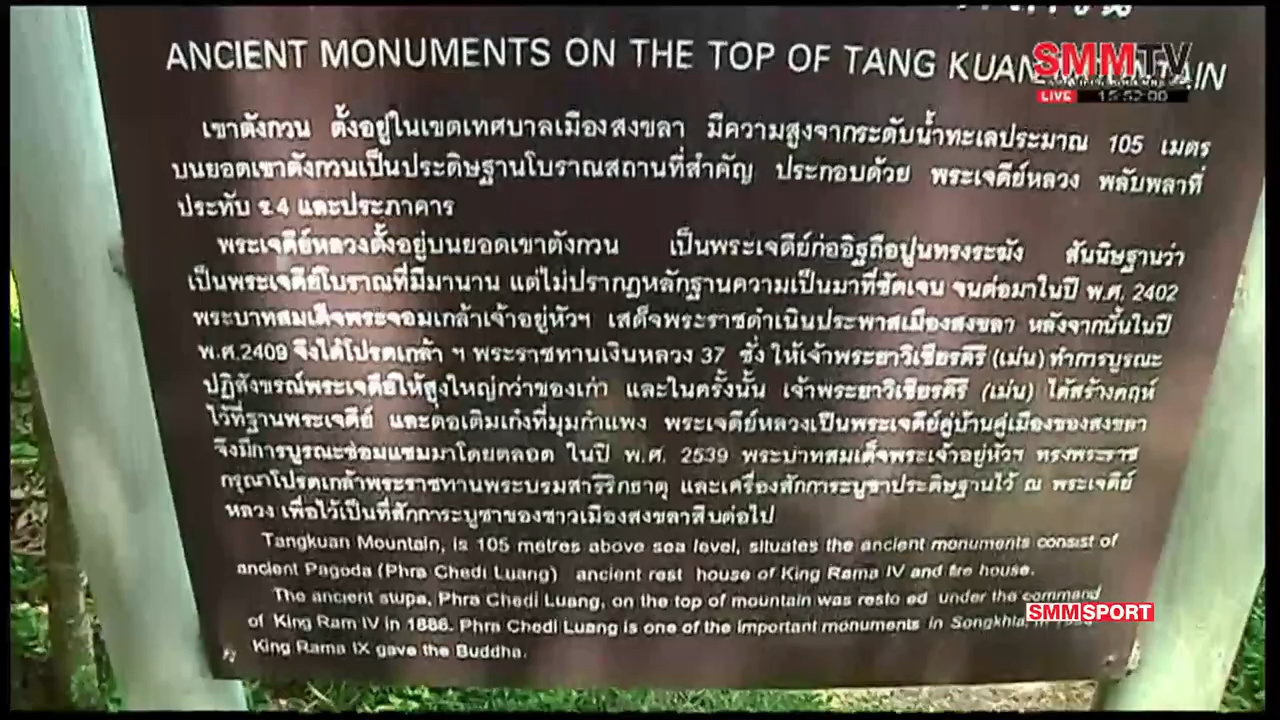 ANCIENT MONUMENTS ON THE TOP OF TANG KUAN
SMMTV
LIVE 15:52:00
เขาตังกวน ตั้งอยู่ในเขตเทศบาลเมืองสงขลา มีความสูงจากระดับน้ำทะเลประมาณ 105 เมตร
บนยอดเขาตังกวนเป็นประดิษฐานโบราณสถานที่สำคัญ ประกอบด้วย พระเจดีย์หลวง พลับพลาที่
ประทับ ร.4 และประภาคาร
พระเจดีย์หลวงตั้งอยู่บนยอดเขาตังกวน เป็นพระเจดีย์ก่ออิฐถือปูนทรงระฆัง สันนิษฐานว่า
เป็นพระเจดีย์โบราณที่มีมานาน แต่ไม่ปรากฏหลักฐานความเป็นมาที่ชัดเจน จนต่อมาในปี พ.ศ. 2402
พระบาทสมเด็จพระจอมเกล้าเจ้าอยู่หัวฯ เสด็จพระราชดำเนินประพาสเมืองสงขลา หลังจากนั้นในปี
พ.ศ.2409 จึงได้โปรดเกล้า ฯ พระราชทานเงินหลวง 37 ชั่ง ให้เจ้าพระยาวิเชียรคิรี (เม่น) ทำการบูรณะ
ปฏิสังขรณ์พระเจดีย์ให้สูงใหญ่กว่าของเก่า และในครั้งนั้น เจ้าพระยาวิเชียรคิรี (เม่น) ได้สร้างคฤห์
ไว้ที่ฐานพระเจดีย์ และต่อเติมเก๋งที่มุมกำแพง พระเจดีย์หลวงเป็นพระเจดีย์คู่บ้านคู่เมืองของสงขลา
จึงมีการบูรณะซ่อมแซมมาโดยตลอด ในปี พ.ศ. 2539 พระบาทสมเด็จพระเจ้าอยู่หัวฯ ทรงพระราช
กรุณาโปรดเกล้าพระราชทานพระบรมสาริริกธาตุ และเครื่องสักการะบูชาประดิษฐานไว้ ณ พระเจดีย์
หลวง เพื่อไว้เป็นที่สักการะบูชาของชาวเมืองสงขลาสืบต่อไป
Tangkuan Mountain, is 105 metres above sea level, situates the ancient monuments consist of
ancient Pagoda (Phra Chedi Luang) ancient rest house of King Rama IV and fire house.
The ancient stupa, Phra Chedi Luang, on the top of mountain was resto ed under the command
of King Ram IV in 1886. Phra Chedi Luang is one of the important monuments in Songkhla, in
SMMSPORT
King Rama IX gave the Buddha.